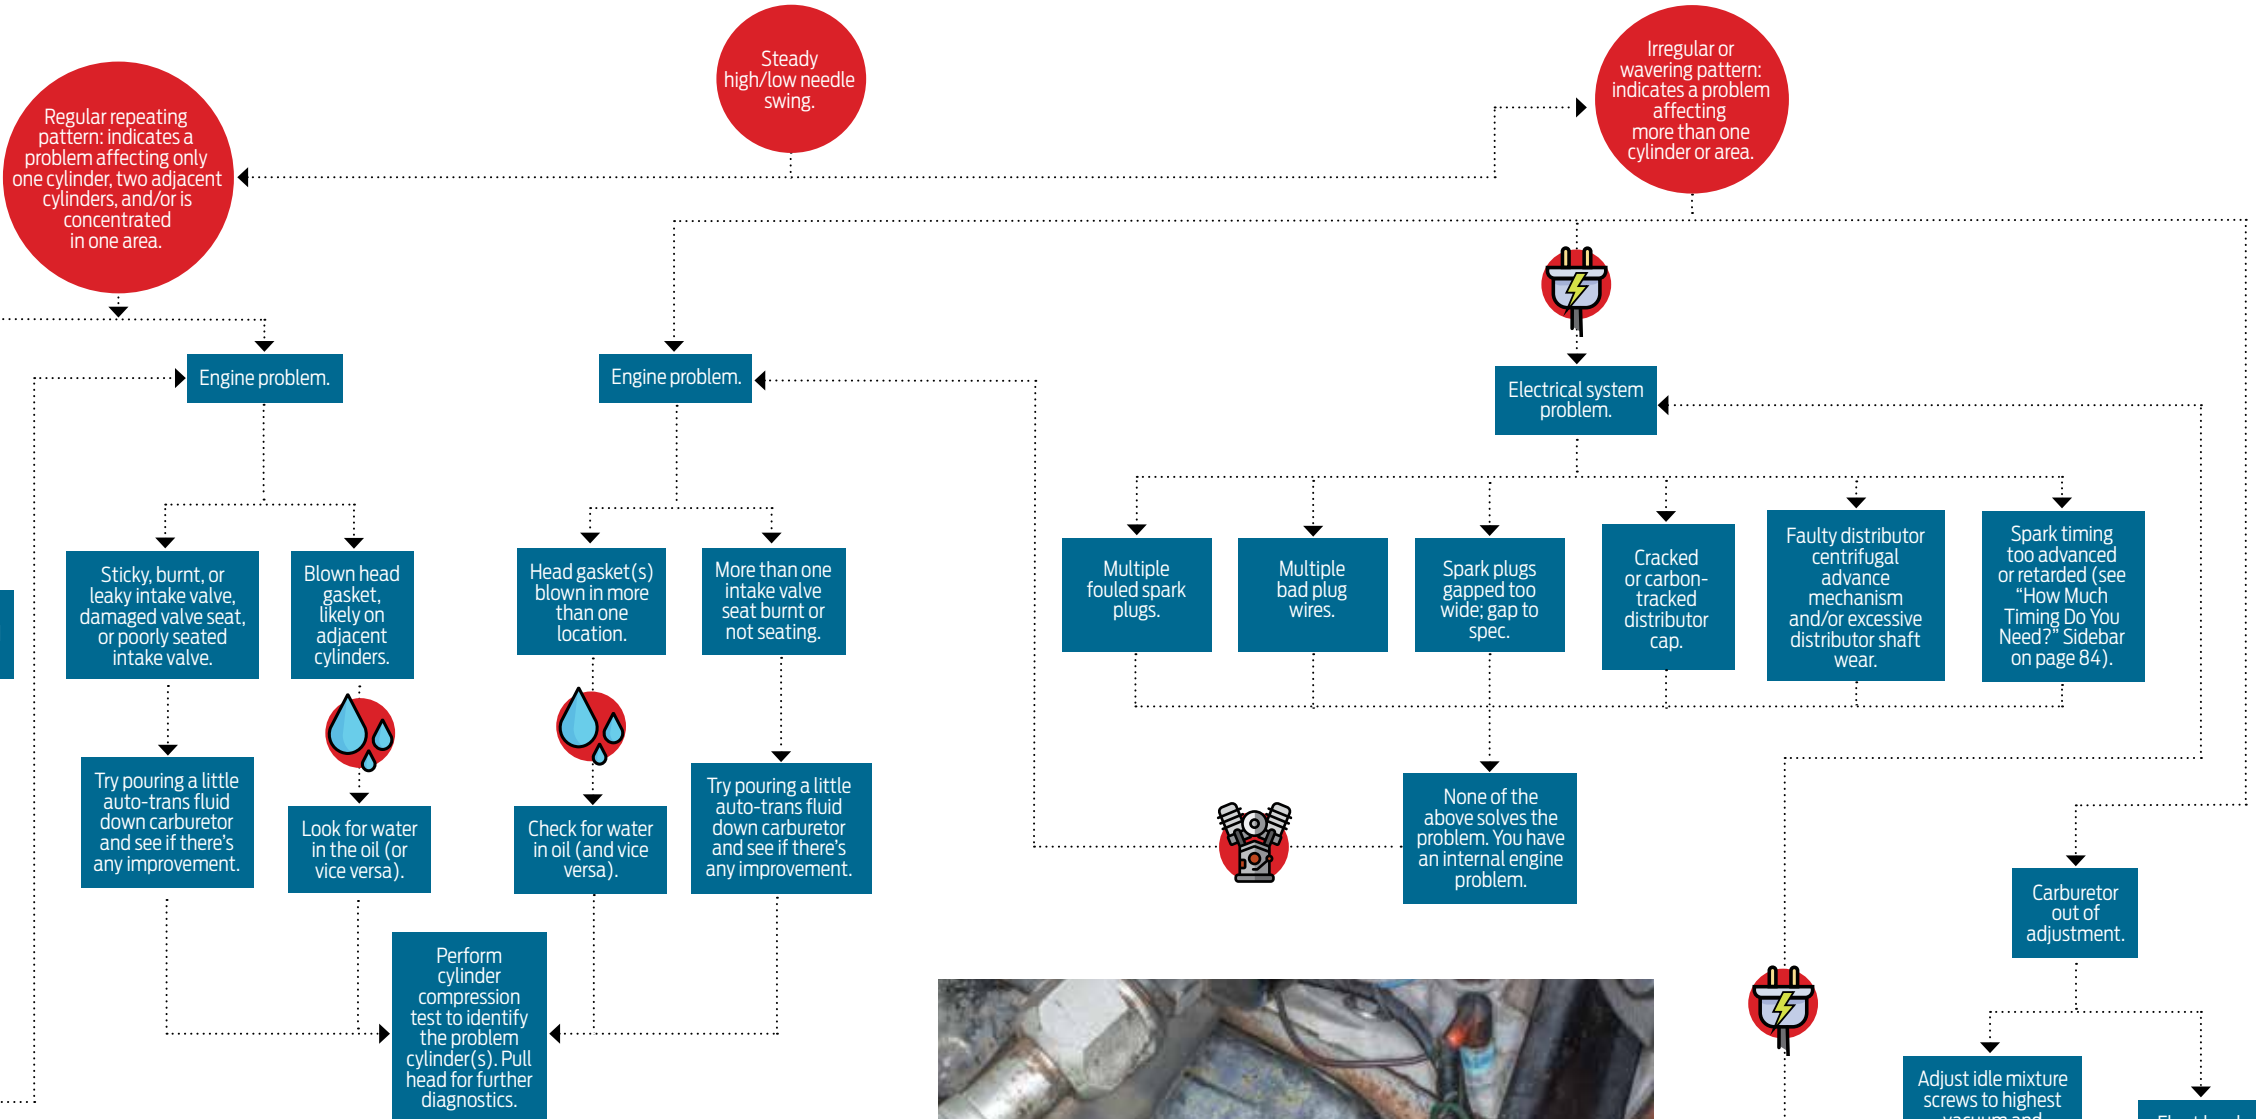 Steady
high/low needle
swing.
Irregular or
wavering pattern:
indicates a problem
affecting
more than one
cylinder or area.
Regular repeating
pattern: indicates a
problem affecting only
one cylinder, two adjacent
cylinders, and/or is
concentrated
in one area.
Engine problem.
Engine problem.
Electrical system
problem.
Sticky, burnt, or
leaky intake valve,
damaged valve seat,
or poorly seated
intake valve.
Blown head
gasket,
likely on
adjacent
cylinders.
Head gasket(s)
blown in more
than one
location.
More than one
intake valve
seat burnt or
not seating.
Multiple
fouled spark
plugs.
Multiple
bad plug
wires.
Spark plugs
gapped too
wide; gap to
spec.
Cracked
or carbon-
tracked
distributor
cap.
Faulty distributor
centrifugal
advance
mechanism
and/or excessive
distributor shaft
wear.
Spark timing
too advanced
or retarded (see
“How Much
Timing Do You
Need?” Sidebar
on page 84).
Try pouring a little
auto-trans fluid
down carburetor
and see if there’s
any improvement.
Look for water
in the oil (or
vice versa).
Check for water
in oil (and vice
versa).
Try pouring a little
auto-trans fluid
down carburetor
and see if there’s
any improvement.
None of the
above solves the
problem. You have
an internal engine
problem.
Carburetor
out of
adjustment.
Perform
cylinder
compression
test to identify
the problem
cylinder(s). Pull
head for further
diagnostics.
Adjust idle mixture
screws to highest
vacuum and